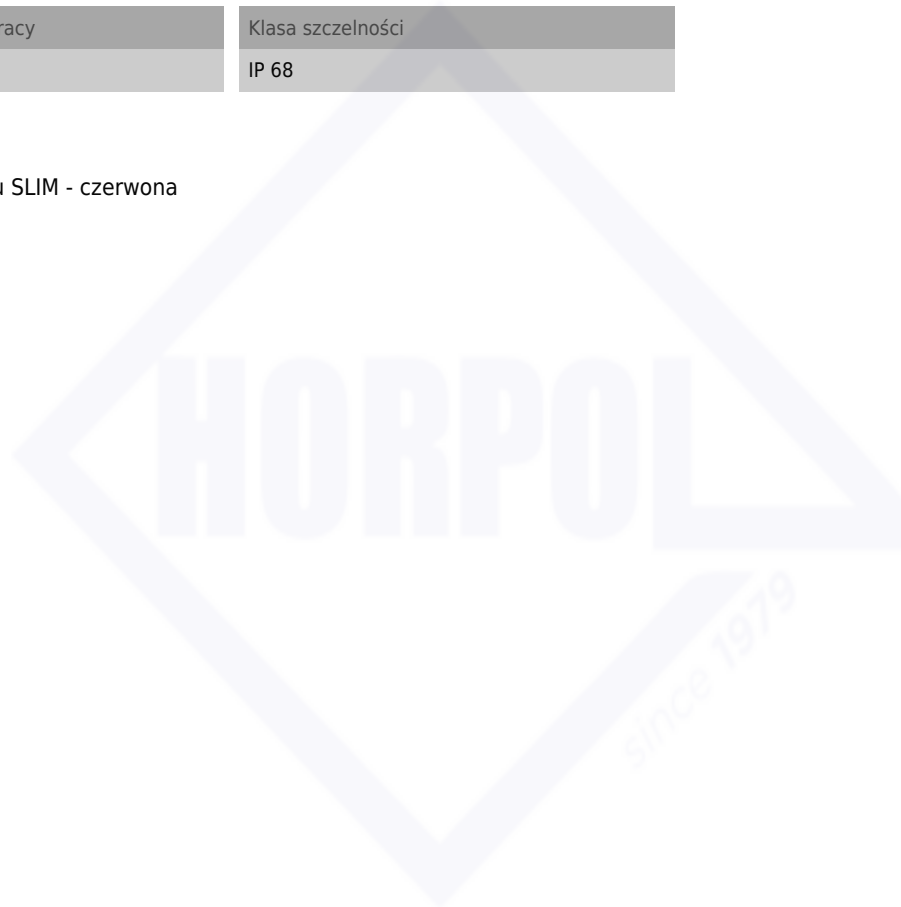 racy Klasa szczelności
IP 68
SLIM - czerwona
HORPOL
since 1979